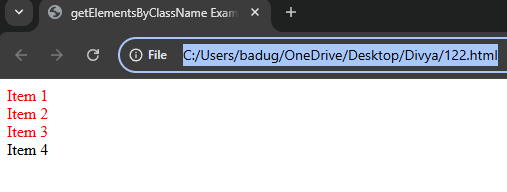 getElementsByClassName Exam
File C:/Users/badug/OneDrive/Desktop/Divya/122.html
Item 1
Item 2
Item 3
Item 4